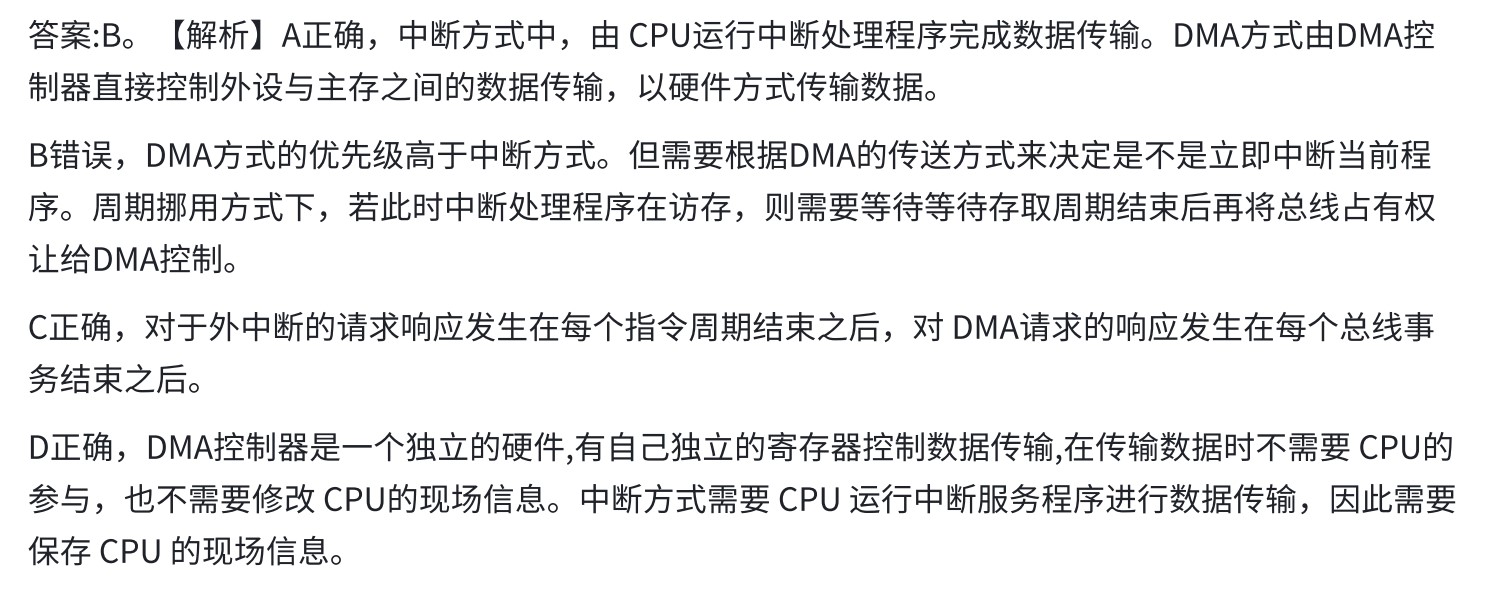 答案:B。【解析】A正确，中断方式中，由 CPU运行中断处理程序完成数据传输。DMA方式由DMA控
制器直接控制外设与主存之间的数据传输，以硬件方式传输数据。
B错误，DMA方式的优先级高于中断方式。但需要根据DMA的传送方式来决定是不是立即中断当前程
序。周期挪用方式下，若此时中断处理程序在访存，则需要等待等待存取周期结束后再将总线占有权
让给DMA控制。
C正确，对于外中断的请求响应发生在每个指令周期结束之后，对 DMA请求的响应发生在每个总线事
务结束之后。
D正确，DMA控制器是一个独立的硬件,有自己独立的寄存器控制数据传输,在传输数据时不需要 CPU的
参与，也不需要修改 CPU的现场信息。中断方式需要 CPU 运行中断服务程序进行数据传输，因此需要
保存 CPU 的现场信息。